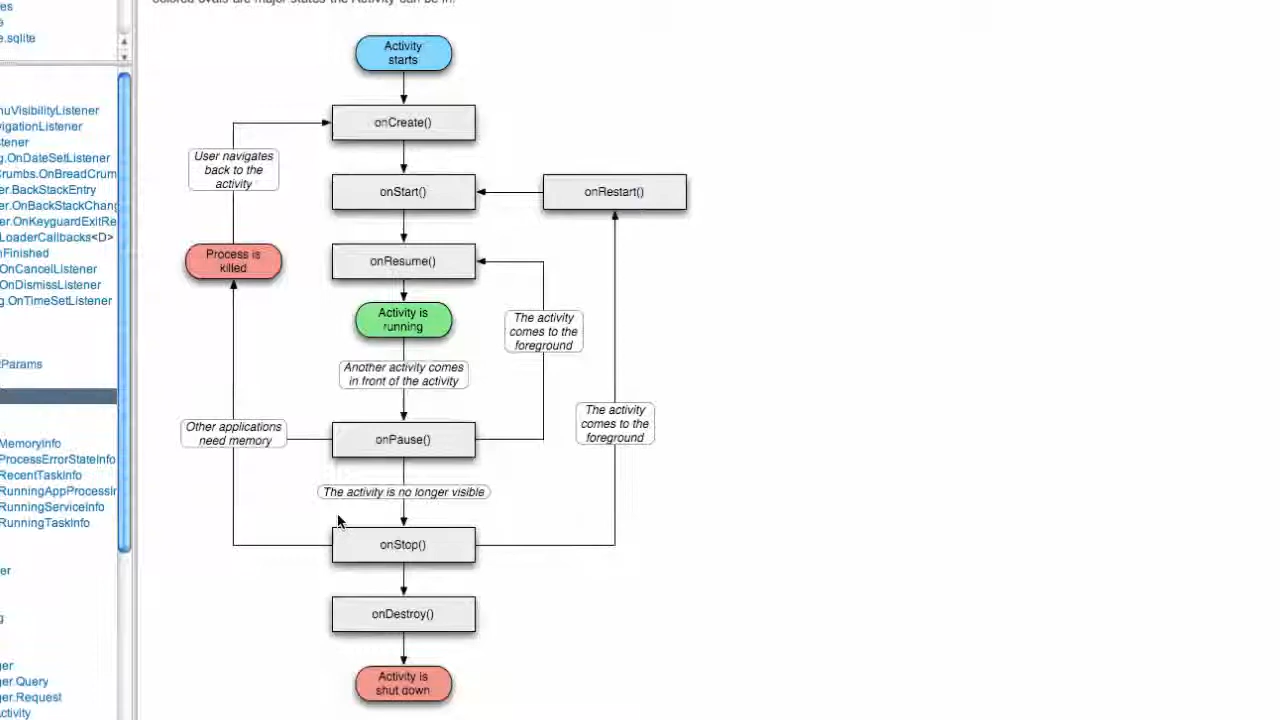 es
e
e.sqlite
nuVisibilityListener
vigationListener
stener
g.OnDateSetListener
Crumbs.OnBreadCrum
er.BackStackEntry
er.OnBackStackChang
er.OnKeyguardExitRe
LoaderCallbacks<D>
nFinished
OnCancelListener
OnDismissListener
g.OnTimeSetListener
tParams
MemoryInfo
ProcessErrorStateInfo
RecentTaskInfo
RunningAppProcessIn
RunningServiceInfo
RunningTaskInfo
er
g
ger
ger.Query
ger.Request
Activity
colored ovals are major states the Activity can be in.
Activity
starts
onCreate()
User navigates
back to the
activity
onStart()
onRestart()
Process is
killed
onResume()
Activity is
running
The activity
comes to the
foreground
Another activity comes
in front of the activity
The activity
comes to the
foreground
Other applications
need memory
onPause()
The activity is no longer visible
onStop()
onDestroy()
Activity is
shut down